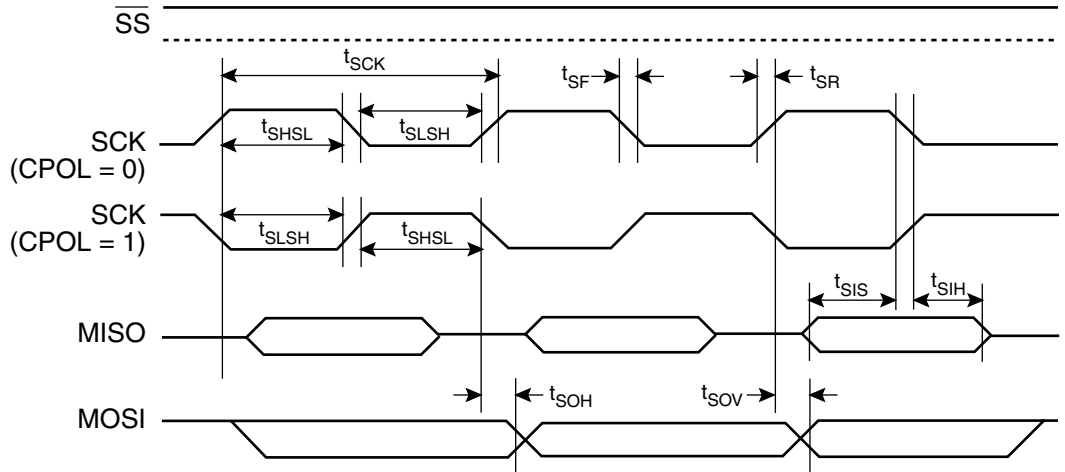 SS
tSCK
tSF
tSR
SCK
(CPOL = 0)
tSHSL
tSLSH
SCK
(CPOL = 1)
tSLSH
tSHSL
tSIS
tSIH
MISO
tSOH
tSOV
MOSI